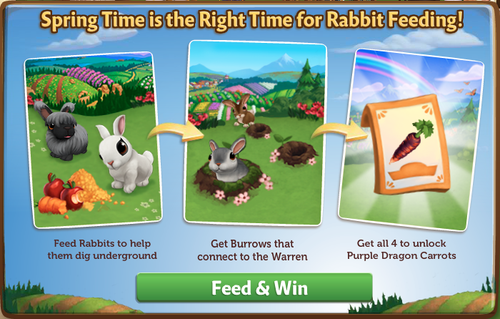 Spring Time is the Right Time for Rabbit Feeding!
Feed Rabbits to help
them dig underground
Get Burrows that
connect to the Warren
Get all 4 to unlock
Purple Dragon Carrots
Feed & Win